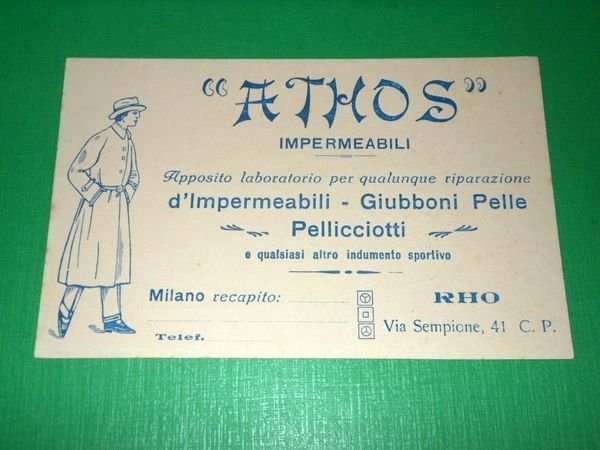 "ATHOS"
IMPERMEABILI
Apposito laboratorio per qualunque riparazione
d'Impermeabili - Giubboni Pelle
Pellicciotti
e qualsiasi altro indumento sportivo
Milano recapito:
Telef.
RHO
Via Sempione, 41 C. P.